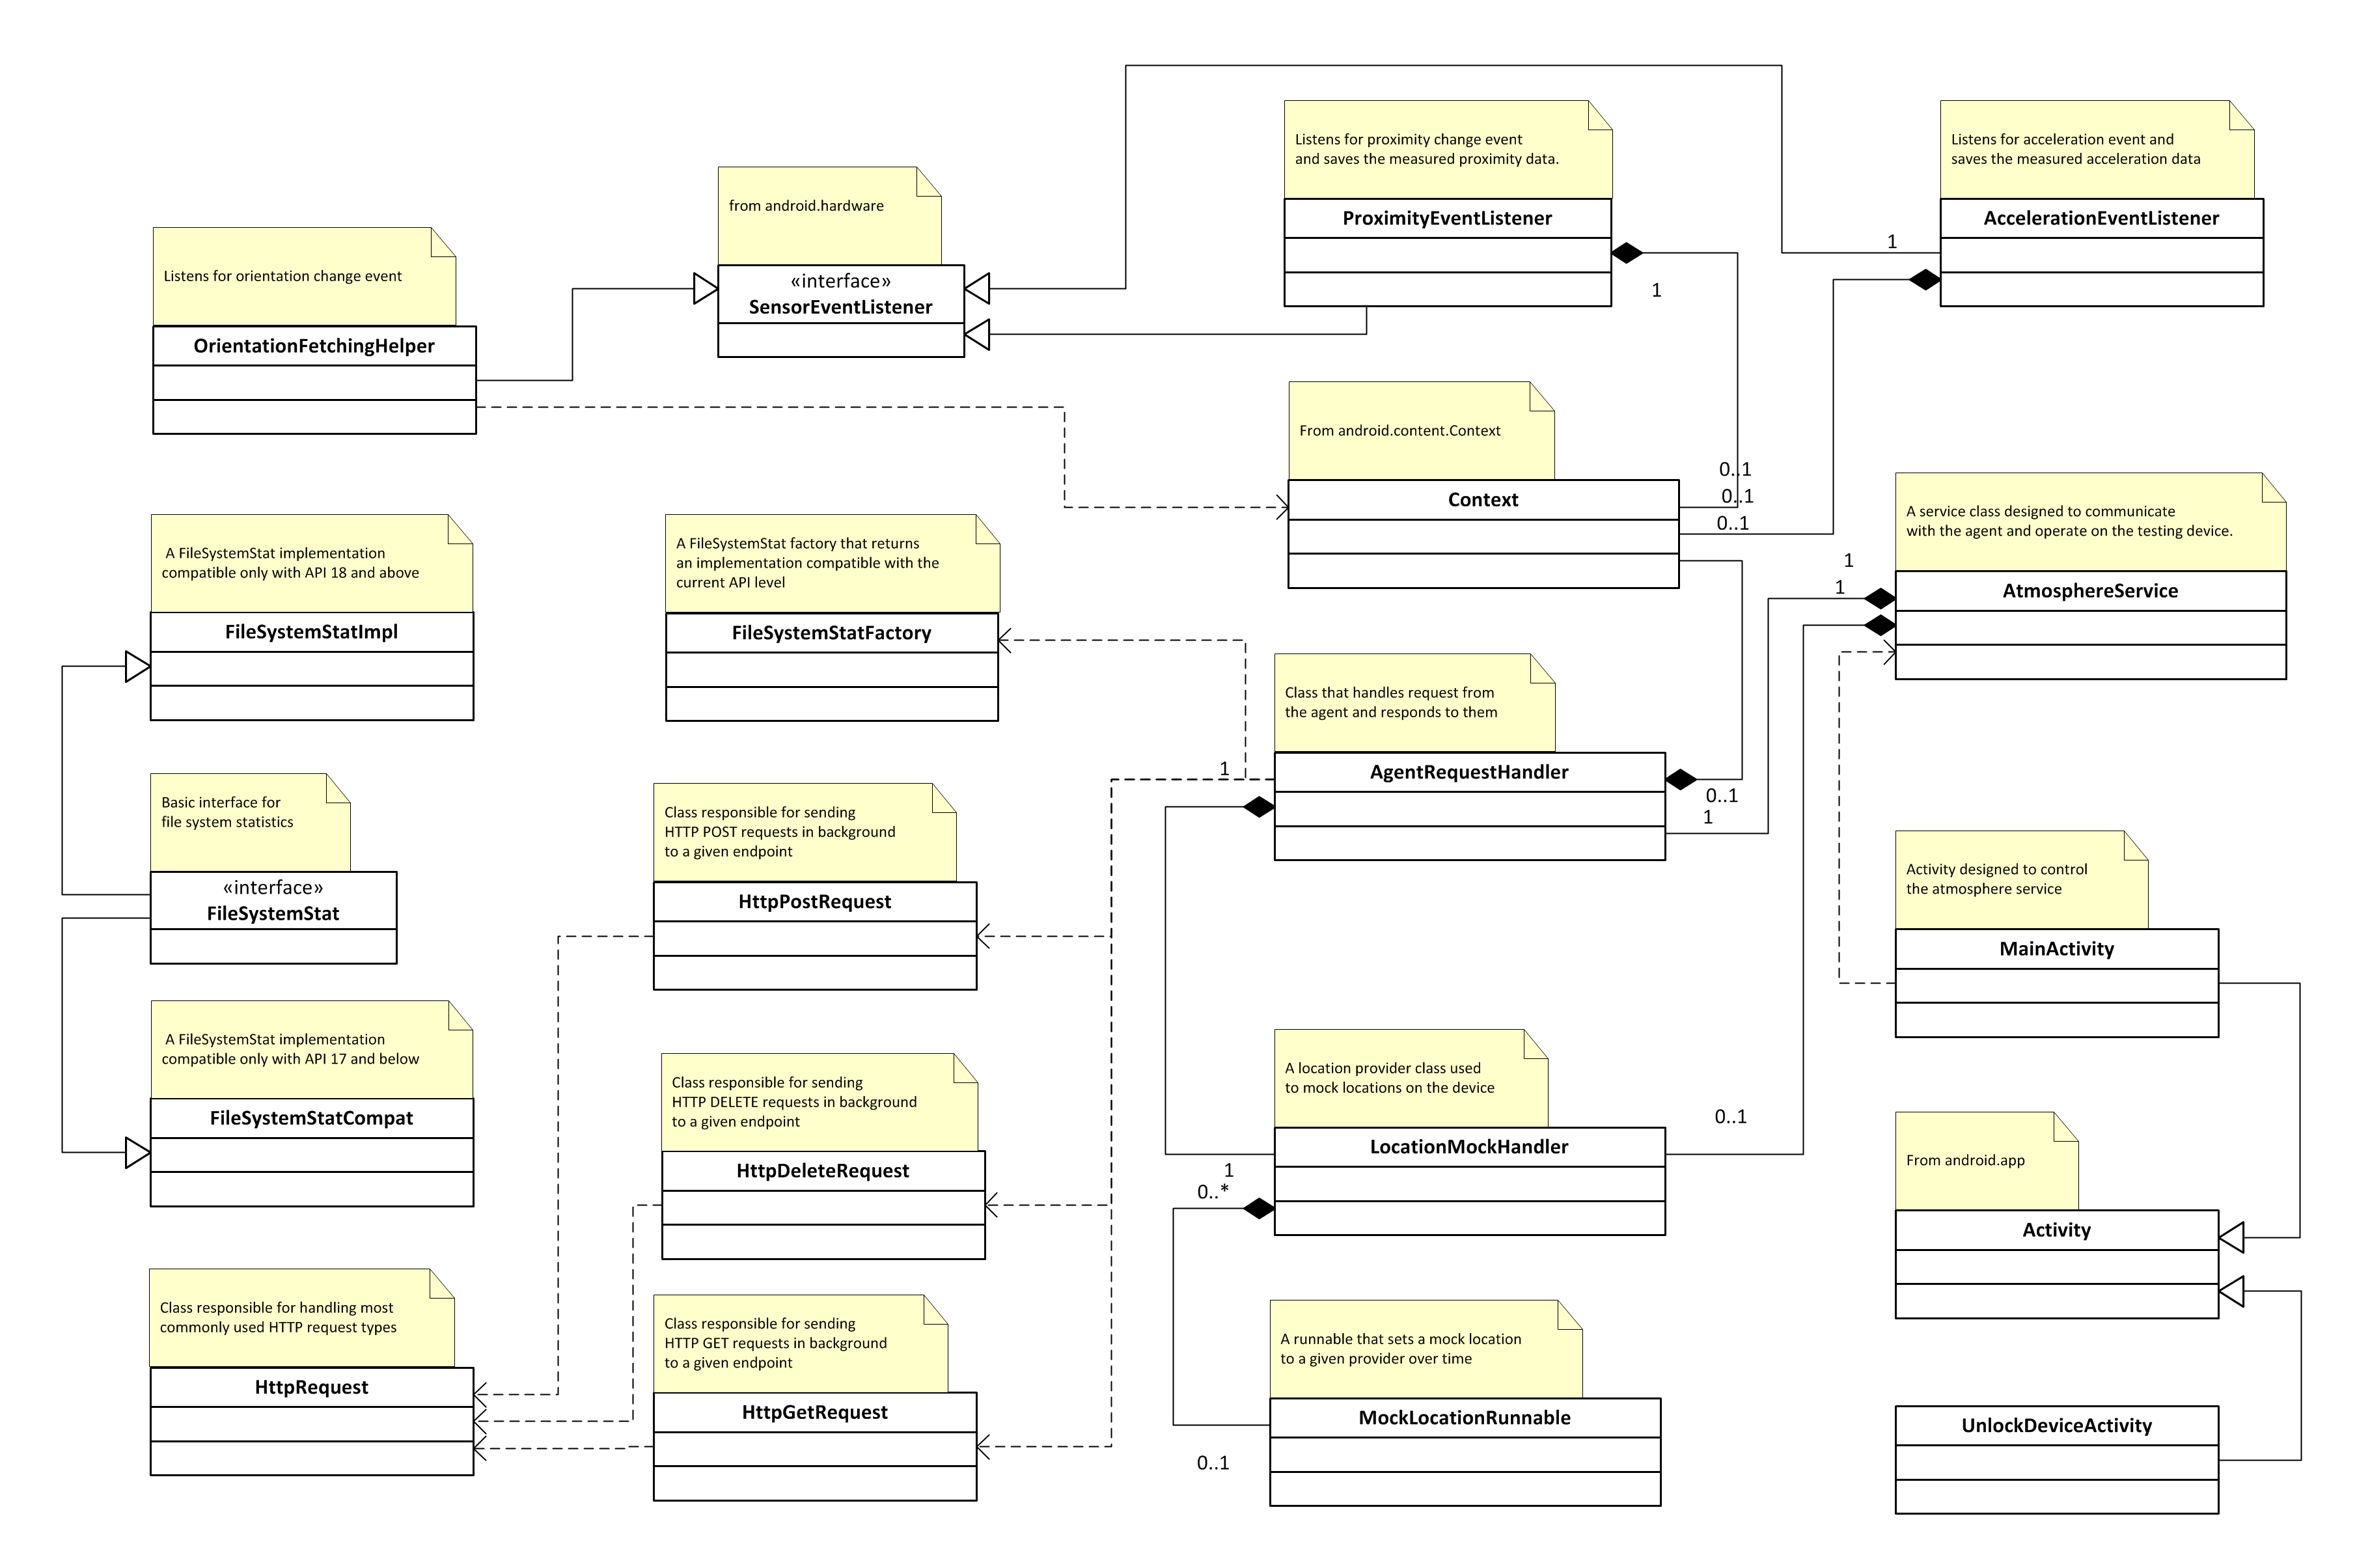 Listens for proximity change event
and saves the measured proximity data.
ProximityEventListener
1
Listens for acceleration event and
saves the measured acceleration data
AccelerationEventListener
1
from android.hardware
«interface»
SensorEventListener
Listens for orientation change event
OrientationFetchingHelper
From android.content.Context
Context
0..1
0..1
0..1
A service class designed to communicate
with the agent and operate on the testing device.
AtmosphereService
1
1
A FileSystemStat implementation
compatible only with API 18 and above
FileSystemStatImpl
A FileSystemStat factory that returns
an implementation compatible with the
current API level
FileSystemStatFactory
Class that handles request from
the agent and responds to them
AgentRequestHandler
1
0..1
1
Basic interface for
file system statistics
«interface»
FileSystemStat
Class responsible for sending
HTTP POST requests in background
to a given endpoint
HttpPostRequest
Activity designed to control
the atmosphere service
MainActivity
A FileSystemStat implementation
compatible only with API 17 and below
FileSystemStatCompat
Class responsible for sending
HTTP DELETE requests in background
to a given endpoint
HttpDeleteRequest
A location provider class used
to mock locations on the device
LocationMockHandler
0..1
1
0..*
From android.app
Activity
Class responsible for handling most
commonly used HTTP request types
HttpRequest
Class responsible for sending
HTTP GET requests in background
to a given endpoint
HttpGetRequest
A runnable that sets a mock location
to a given provider over time
MockLocationRunnable
0..1
UnlockDeviceActivity